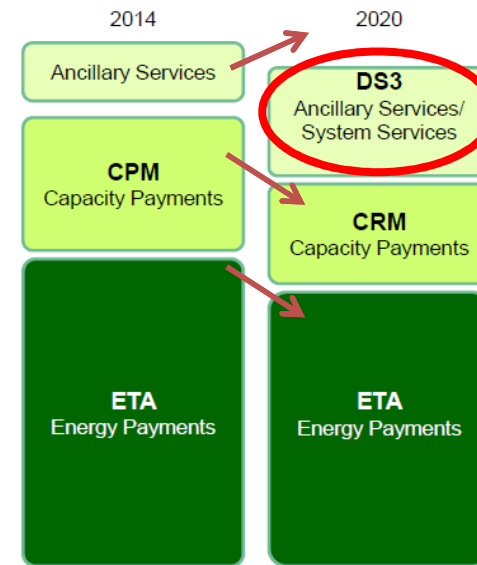 2014
2020
Ancillary Services
DS3
Ancillary Services/
System Services
CPM
Capacity Payments
CRM
Capacity Payments
ETA
Energy Payments
ETA
Energy Payments